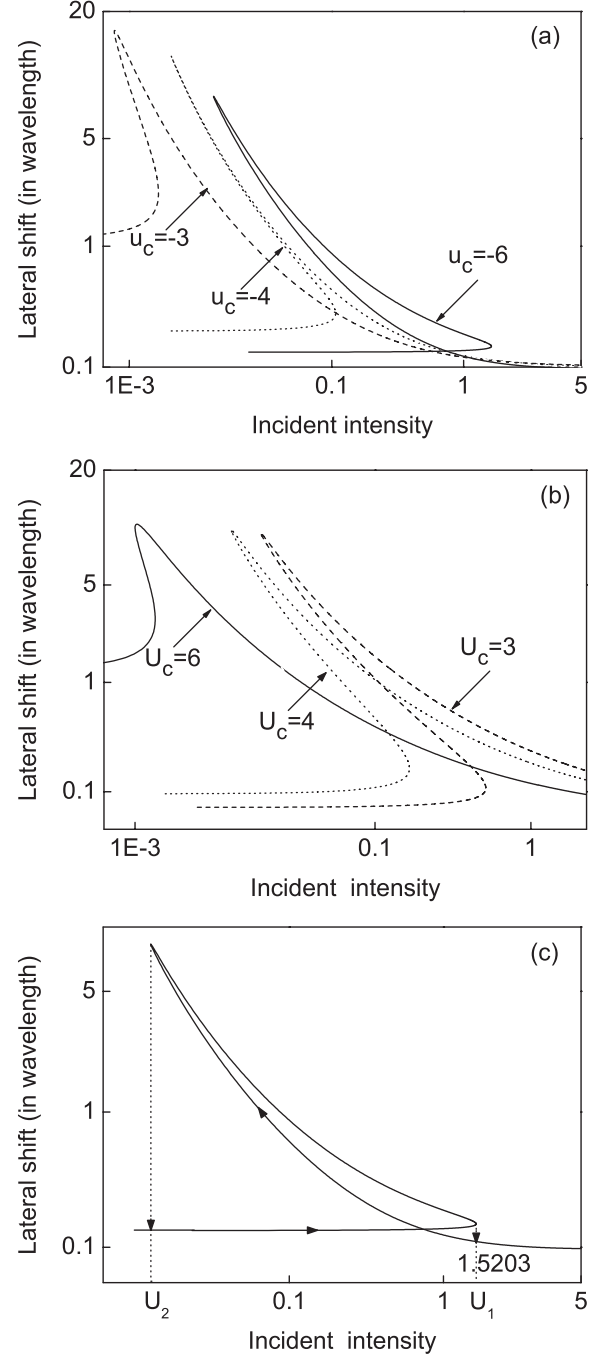 20
(a)
Lateral shift (in wavelength)
5
u_c=-6
u_c=-3
1
u_c=-4
0.1
1E-3 0.1 1 5
Incident intensity
20
(b)
Lateral shift (in wavelength)
5
U_c=3
U_c=6
1
U_c=4
0.1
1E-3 0.1 1
Incident intensity
(c)
Lateral shift (in wavelength)
5
1
0.1
1.5203
U_2 0.1 1 U_1 5
Incident intensity